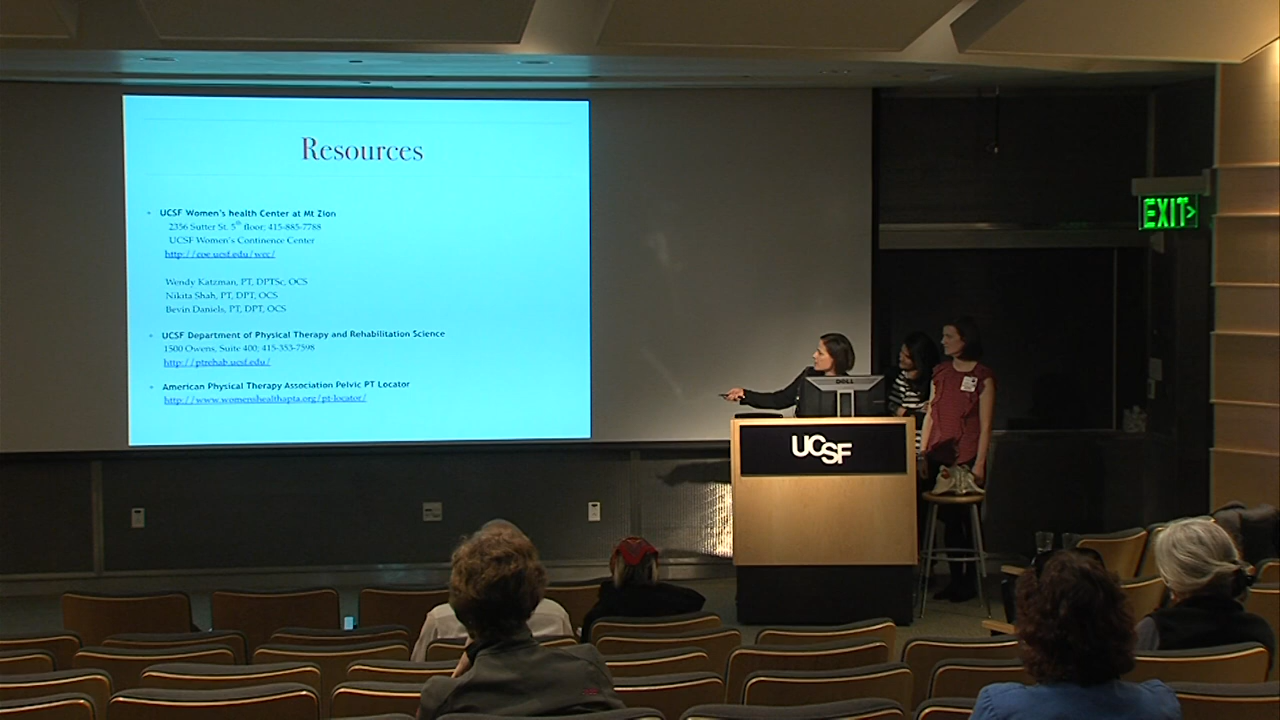 Resources
UCSF Women's health Center at Mt Zion
2356 Sutter St. 5th floor; 415-885-7788
UCSF Women's Continence Center
http://coe.ucsf.edu/wcc/
Wendy Katzman, PT, DPTSc, OCS
Nikita Shah, PT, DPT, OCS
Bevin Daniels, PT, DPT, OCS
UCSF Department of Physical Therapy and Rehabilitation Science
1500 Owens, Suite 400; 415-353-7598
http://ptrehab.ucsf.edu/
American Physical Therapy Association Pelvic PT Locator
http://www.womenshealthapta.org/pt-locator/
EXIT
DELL
UCSF